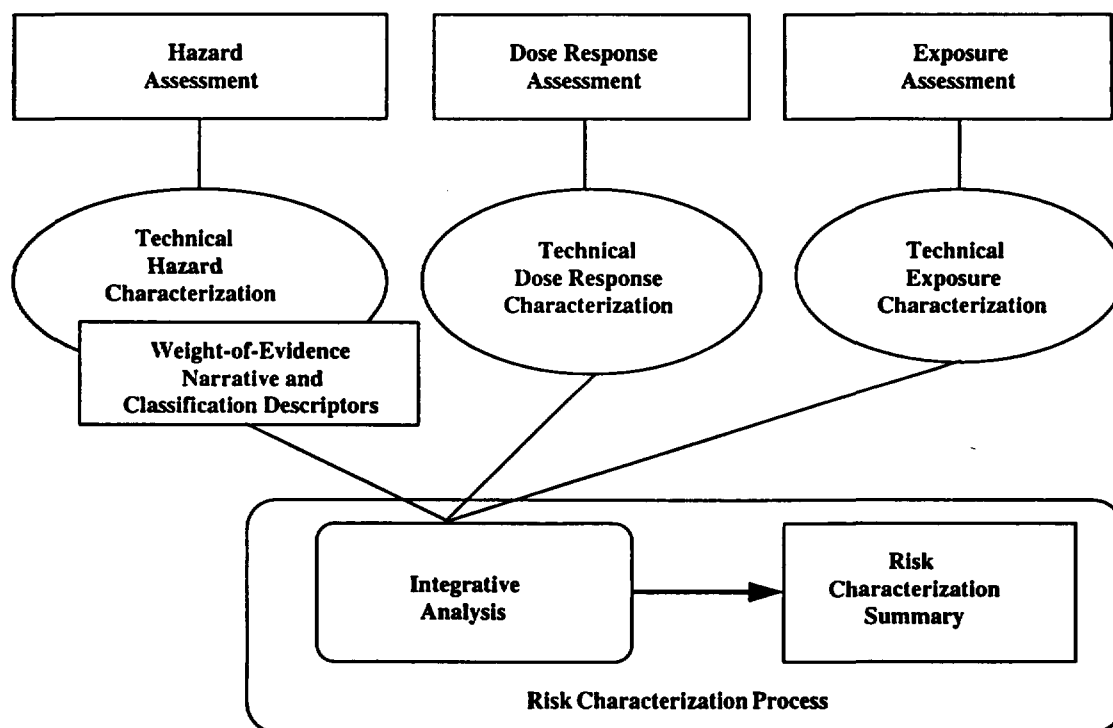 Hazard
Assessment
Dose Response
Assessment
Exposure
Assessment
Technical
Hazard
Characterization
Technical
Dose Response
Characterization
Technical
Exposure
Characterization
Weight-of-Evidence
Narrative and
Classification Descriptors
Integrative
Analysis
Risk
Characterization
Summary
Risk Characterization Process